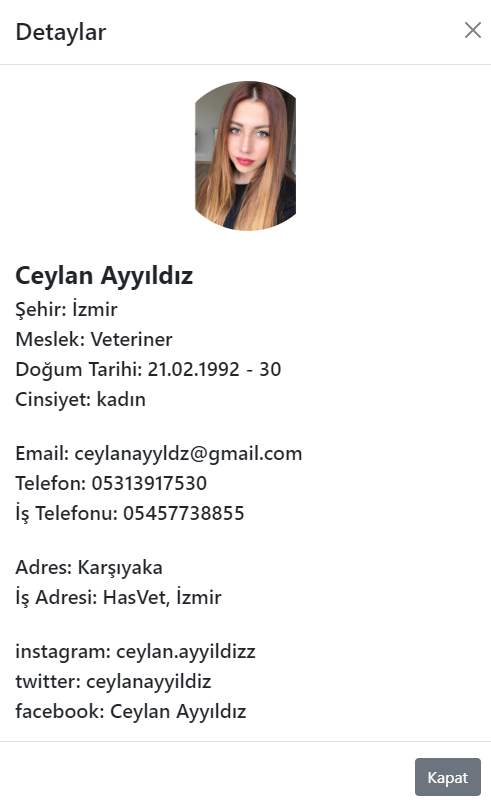 Detaylar
Ceylan Ayyıldız
Şehir: İzmir
Meslek: Veteriner
Doğum Tarihi: 21.02.1992 - 30
Cinsiyet: kadın
Email: ceylanayyldz@gmail.com
Telefon: 05313917530
İş Telefonu: 05457738855
Adres: Karşıyaka
İş Adresi: HasVet, İzmir
instagram: ceylan.ayyildizz
twitter: ceylanayyildiz
facebook: Ceylan Ayyıldız
Kapat